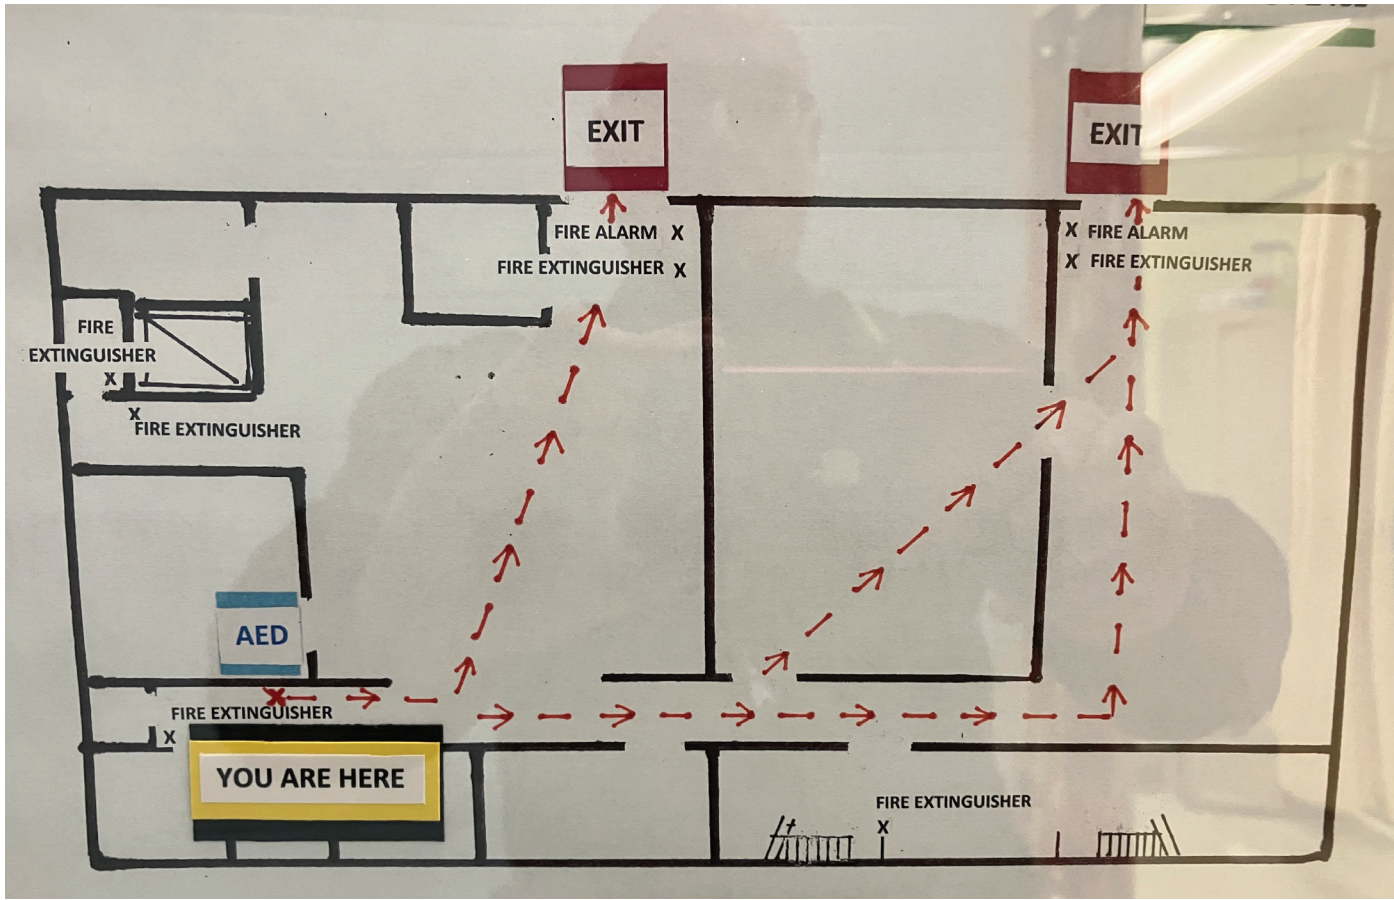 EXIT
EXIT
FIRE ALARM X
X FIRE ALARM
FIRE EXTINGUISHER X
X FIRE EXTINGUISHER
FIRE
EXTINGUISHER
X
X
FIRE EXTINGUISHER
AED
X
FIRE EXTINGUISHER
X
YOU ARE HERE
FIRE EXTINGUISHER
X